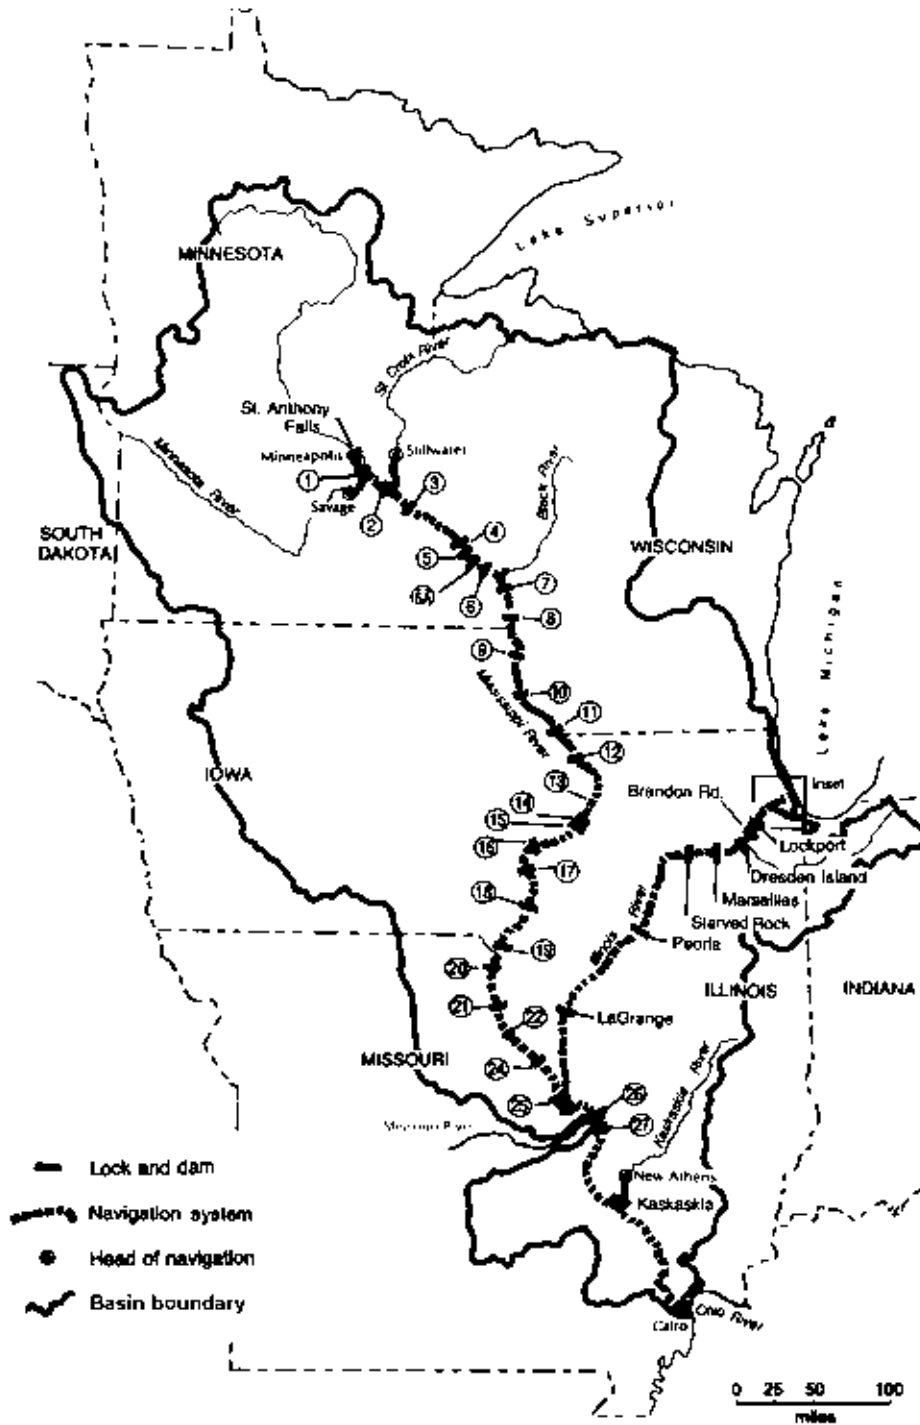 Lake Superior
MINNESOTA
St. Croix River
St. Anthony
Falls
Minneapolis
Stillwater
1
Minnesota River
Savage
2
3
Black River
SOUTH
DAKOTA
4
5
WISCONSIN
5A
6
7
8
9
Lake Michigan
Mississippi River
10
11
12
IOWA
13
Inset
Brandon Rd.
14
15
Lockport
16
Dresden Island
17
Marseilles
18
Illinois River
Starved Rock
Peoria
19
20
ILLINOIS
INDIANA
21
LaGrange
22
MISSOURI
24
Kaskaskia River
25
26
Missouri River
27
New Athens
Kaskaskia
Lock and dam
Navigation system
Head of navigation
Basin boundary
Ohio River
Cairo
0 25 50 100
miles